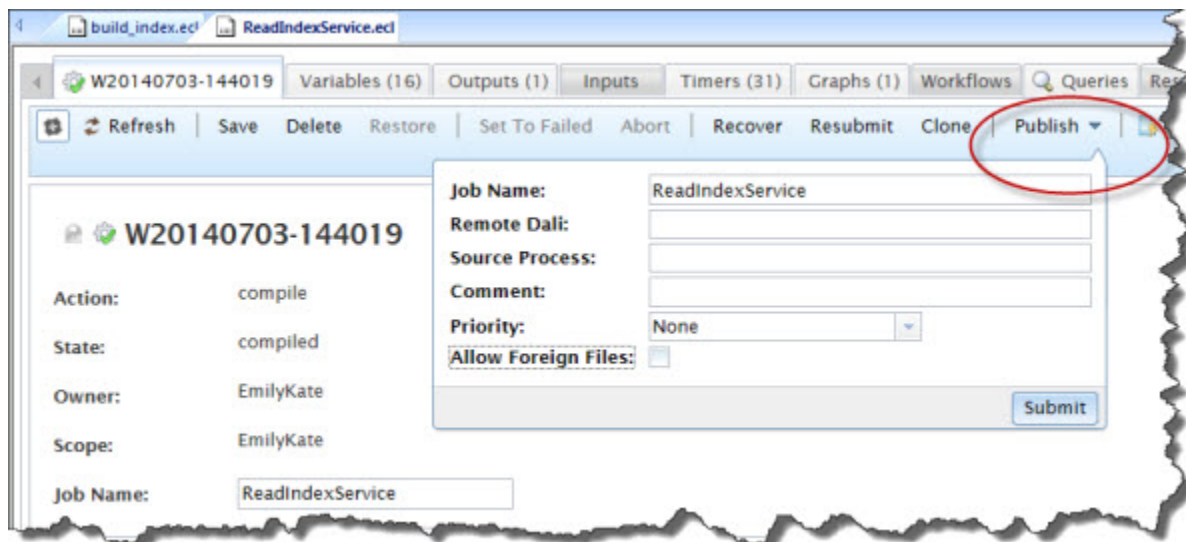 build_index.ecl ReadIndexService.ecl
W20140703-144019 Variables (16) Outputs (1) Inputs Timers (31) Graphs (1) Workflows Queries
Refresh Save Delete Restore Set To Failed Abort Recover Resubmit Clone Publish
Job Name: ReadIndexService
Remote Dali:
Source Process:
Comment:
Priority: None
Allow Foreign Files:
Submit
W20140703-144019
Action: compile
State: compiled
Owner: EmilyKate
Scope: EmilyKate
Job Name: ReadIndexService